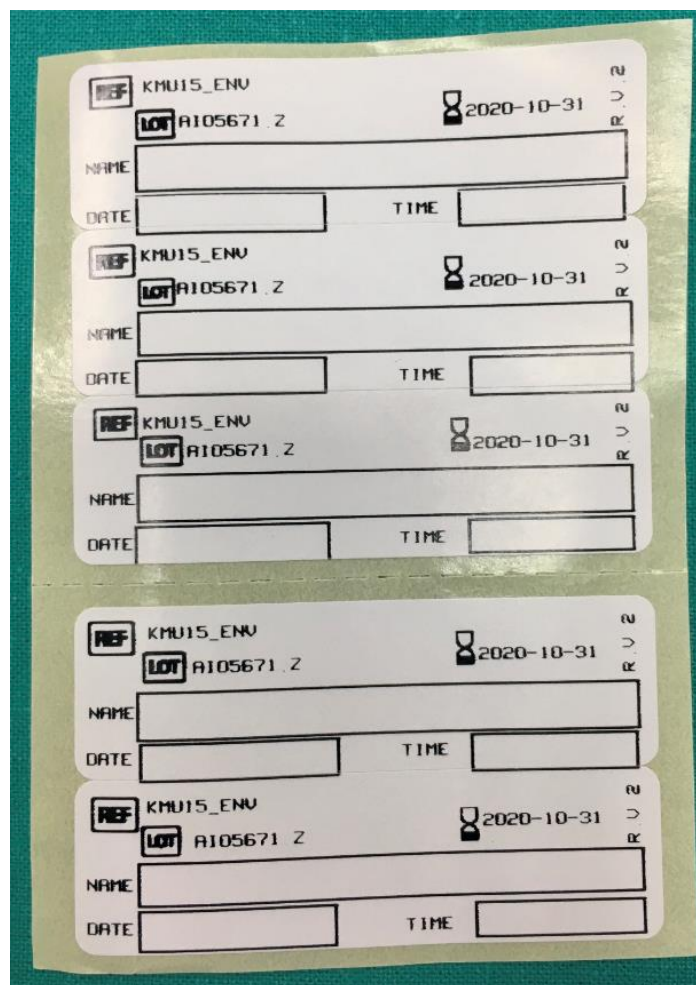 REF KMU15_ENV
LOT AI05671.Z
2020-10-31
R.V.2
NAME
DATE TIME
REF KMU15_ENV
LOT AI05671.Z
2020-10-31
R.V.2
NAME
DATE TIME
REF KMU15_ENV
LOT AI05671.Z
2020-10-31
R.V.2
NAME
DATE TIME
REF KMU15_ENV
LOT AI05671.Z
2020-10-31
R.V.2
NAME
DATE TIME
REF KMU15_ENV
LOT AI05671.Z
2020-10-31
R.V.2
NAME
DATE TIME